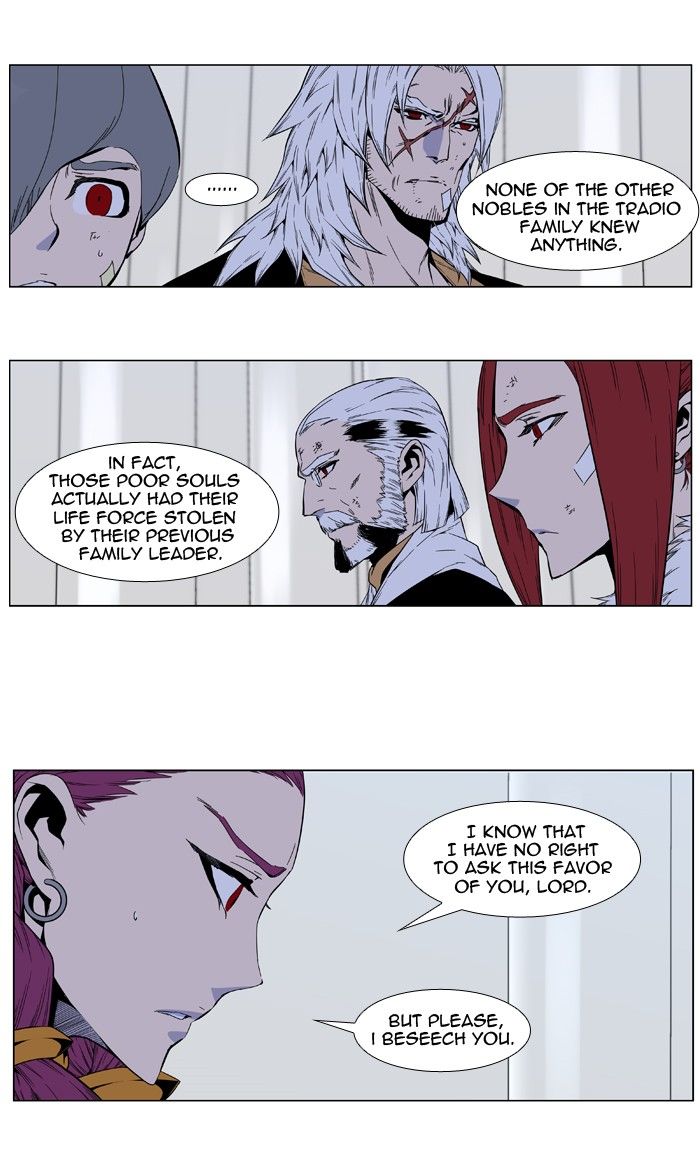 ......
NONE OF THE OTHER
NOBLES IN THE TRADIO
FAMILY KNEW
ANYTHING.
IN FACT,
THOSE POOR SOULS
ACTUALLY HAD THEIR
LIFE FORCE STOLEN
BY THEIR PREVIOUS
FAMILY LEADER.
I KNOW THAT
I HAVE NO RIGHT
TO ASK THIS FAVOR
OF YOU, LORD.
BUT PLEASE,
I BESEECH YOU.